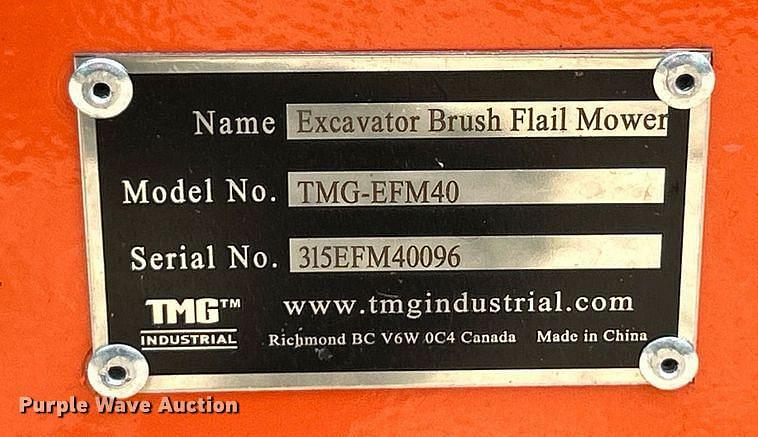 Name Excavator Brush Flail Mower
Model No. TMG-EFM40
Serial No. 315EFM40096
TMG™ www.tmgindustrial.com
INDUSTRIAL Richmond BC V6W 0C4 Canada Made in China
Purple Wave Auction